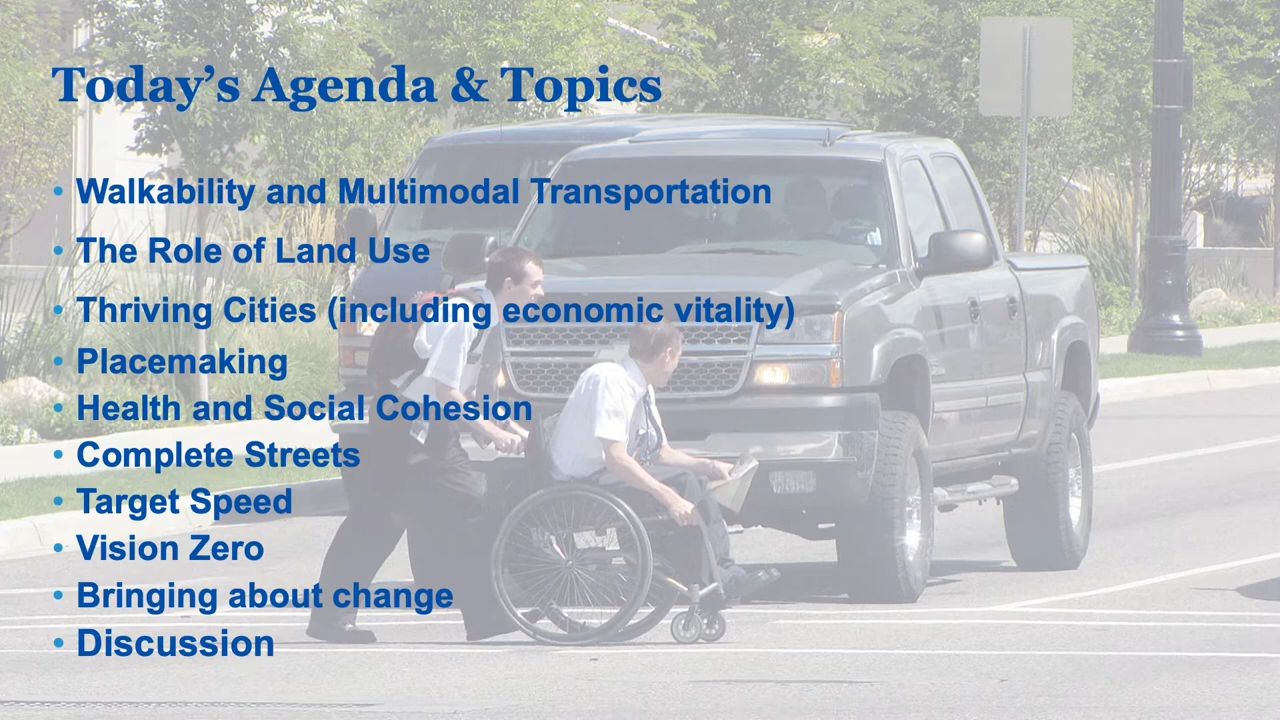 Today’s Agenda & Topics
• Walkability and Multimodal Transportation
• The Role of Land Use
• Thriving Cities (including economic vitality)
• Placemaking
• Health and Social Cohesion
• Complete Streets
• Target Speed
• Vision Zero
• Bringing about change
• Discussion